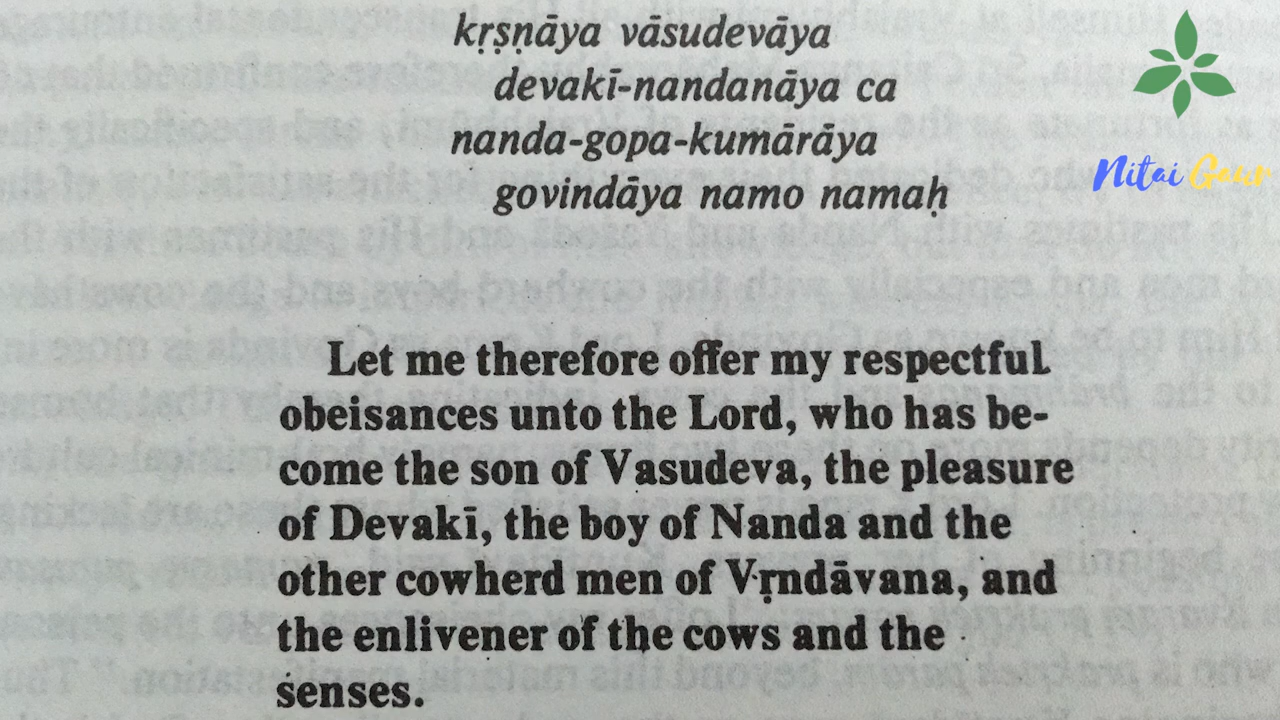 kṛṣṇāya vāsudevāya
devakī-nandanāya ca
nanda-gopa-kumārāya
govindāya namo namaḥ
Nitai Gaur
Let me therefore offer my respectful
obeisances unto the Lord, who has be-
come the son of Vasudeva, the pleasure
of Devakī, the boy of Nanda and the
other cowherd men of Vṛndāvana, and
the enlivener of the cows and the
senses.